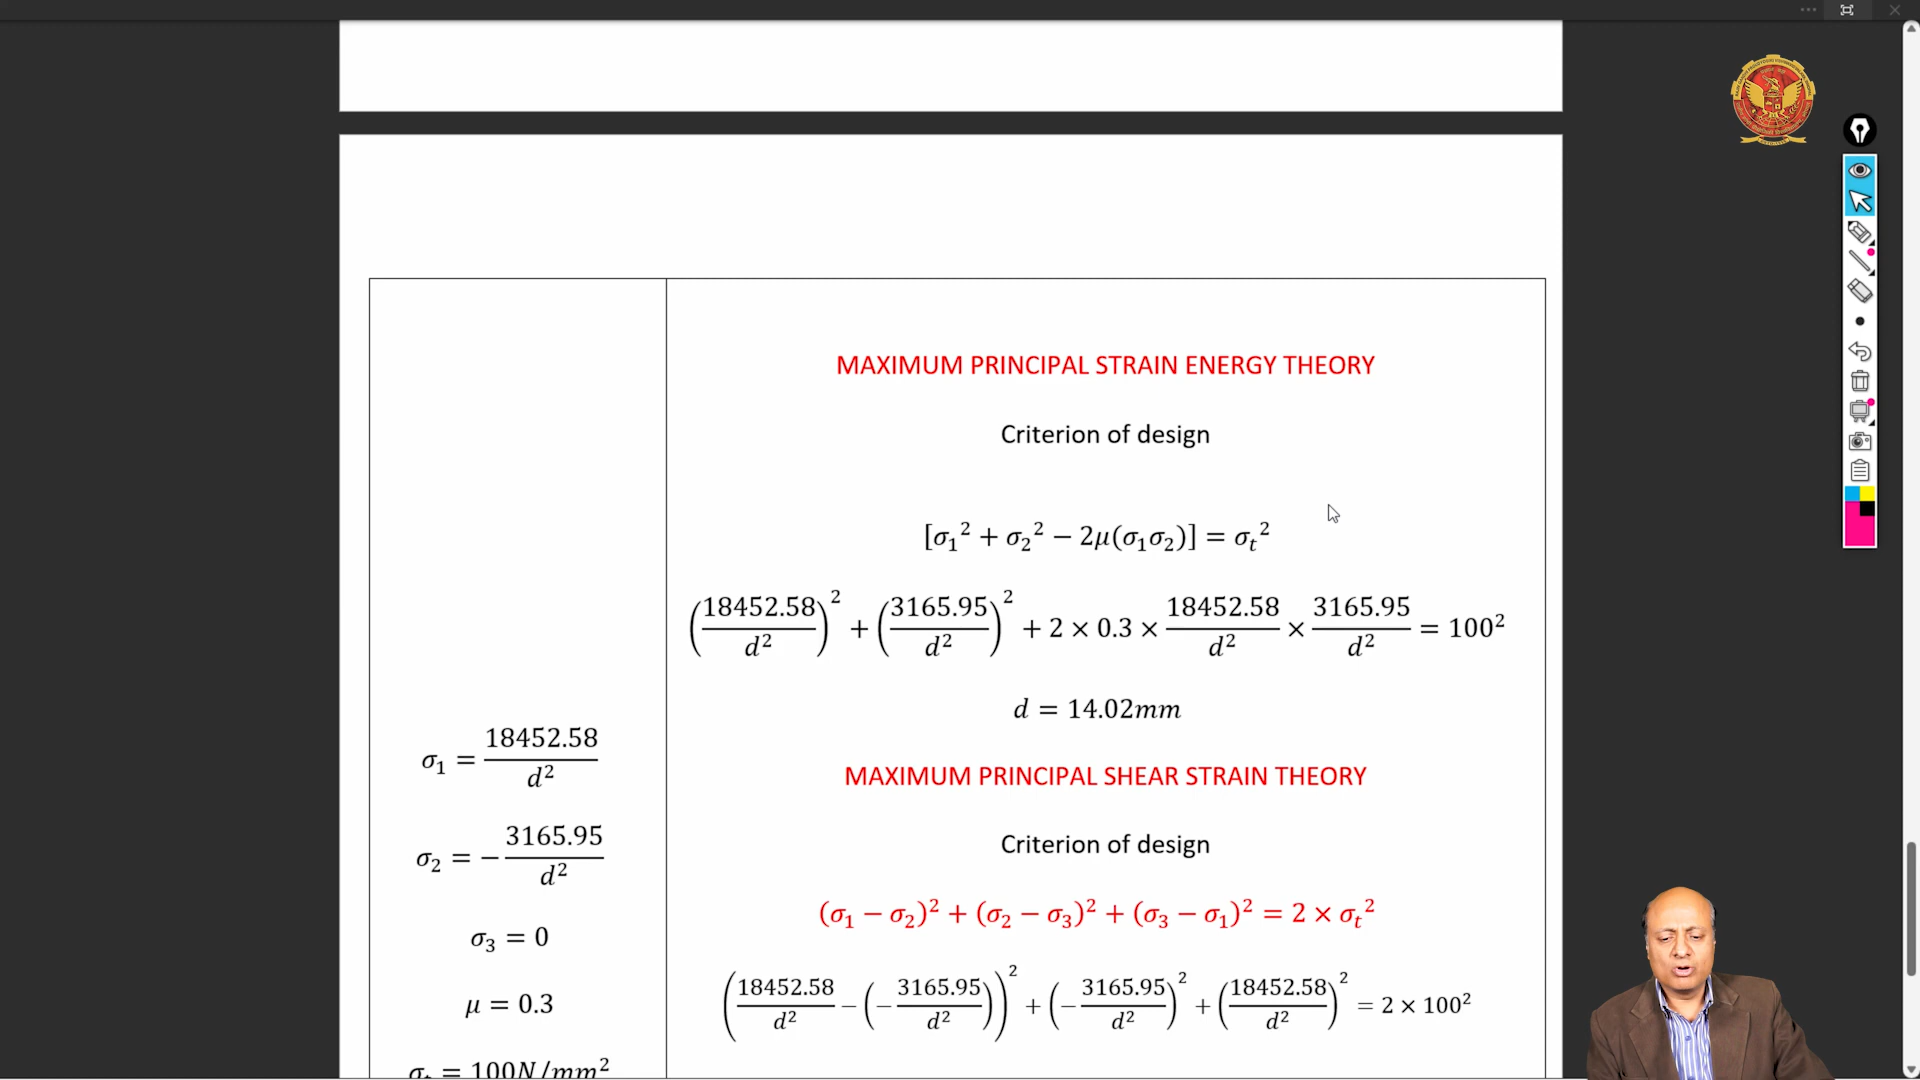 MAXIMUM PRINCIPAL STRAIN ENERGY THEORY
Criterion of design
[σ₁² + σ₂² − 2μ(σ₁σ₂)] = σₜ²
(18452.58/d²)² + (3165.95/d²)² + 2 × 0.3 × 18452.58/d² × 3165.95/d² = 100²
d = 14.02mm
MAXIMUM PRINCIPAL SHEAR STRAIN THEORY
Criterion of design
(σ₁ − σ₂)² + (σ₂ − σ₃)² + (σ₃ − σ₁)² = 2 × σₜ²
(18452.58/d² − (−3165.95/d²))² + (−3165.95/d²)² + (18452.58/d²)² = 2 × 100²
σ₁ = 18452.58/d²
σ₂ = −3165.95/d²
σ₃ = 0
μ = 0.3
σₜ = 100N/mm²